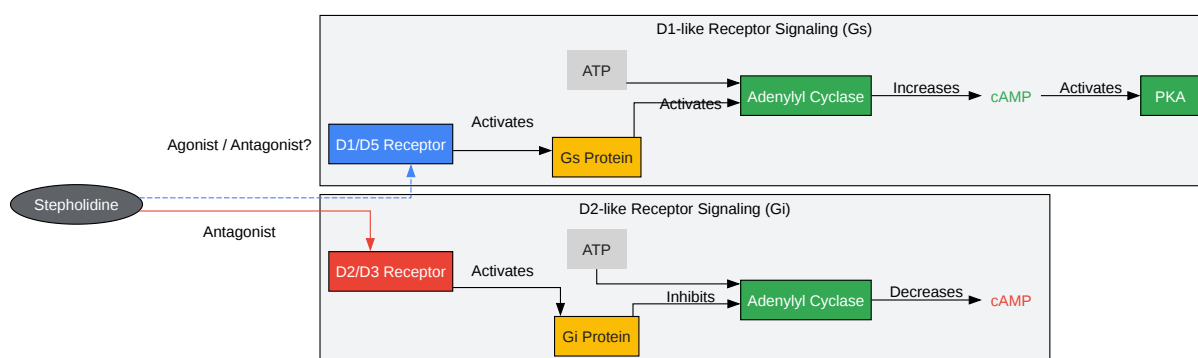 D1-like Receptor Signaling (Gs)
ATP
Adenylyl Cyclase
Increases
cAMP
Activates
PKA
Activates
Agonist / Antagonist?
D1/D5 Receptor
Activates
Gs Protein
Stepholidine
Antagonist
D2-like Receptor Signaling (Gi)
ATP
D2/D3 Receptor
Activates
Inhibits
Adenylyl Cyclase
Decreases
cAMP
Gi Protein